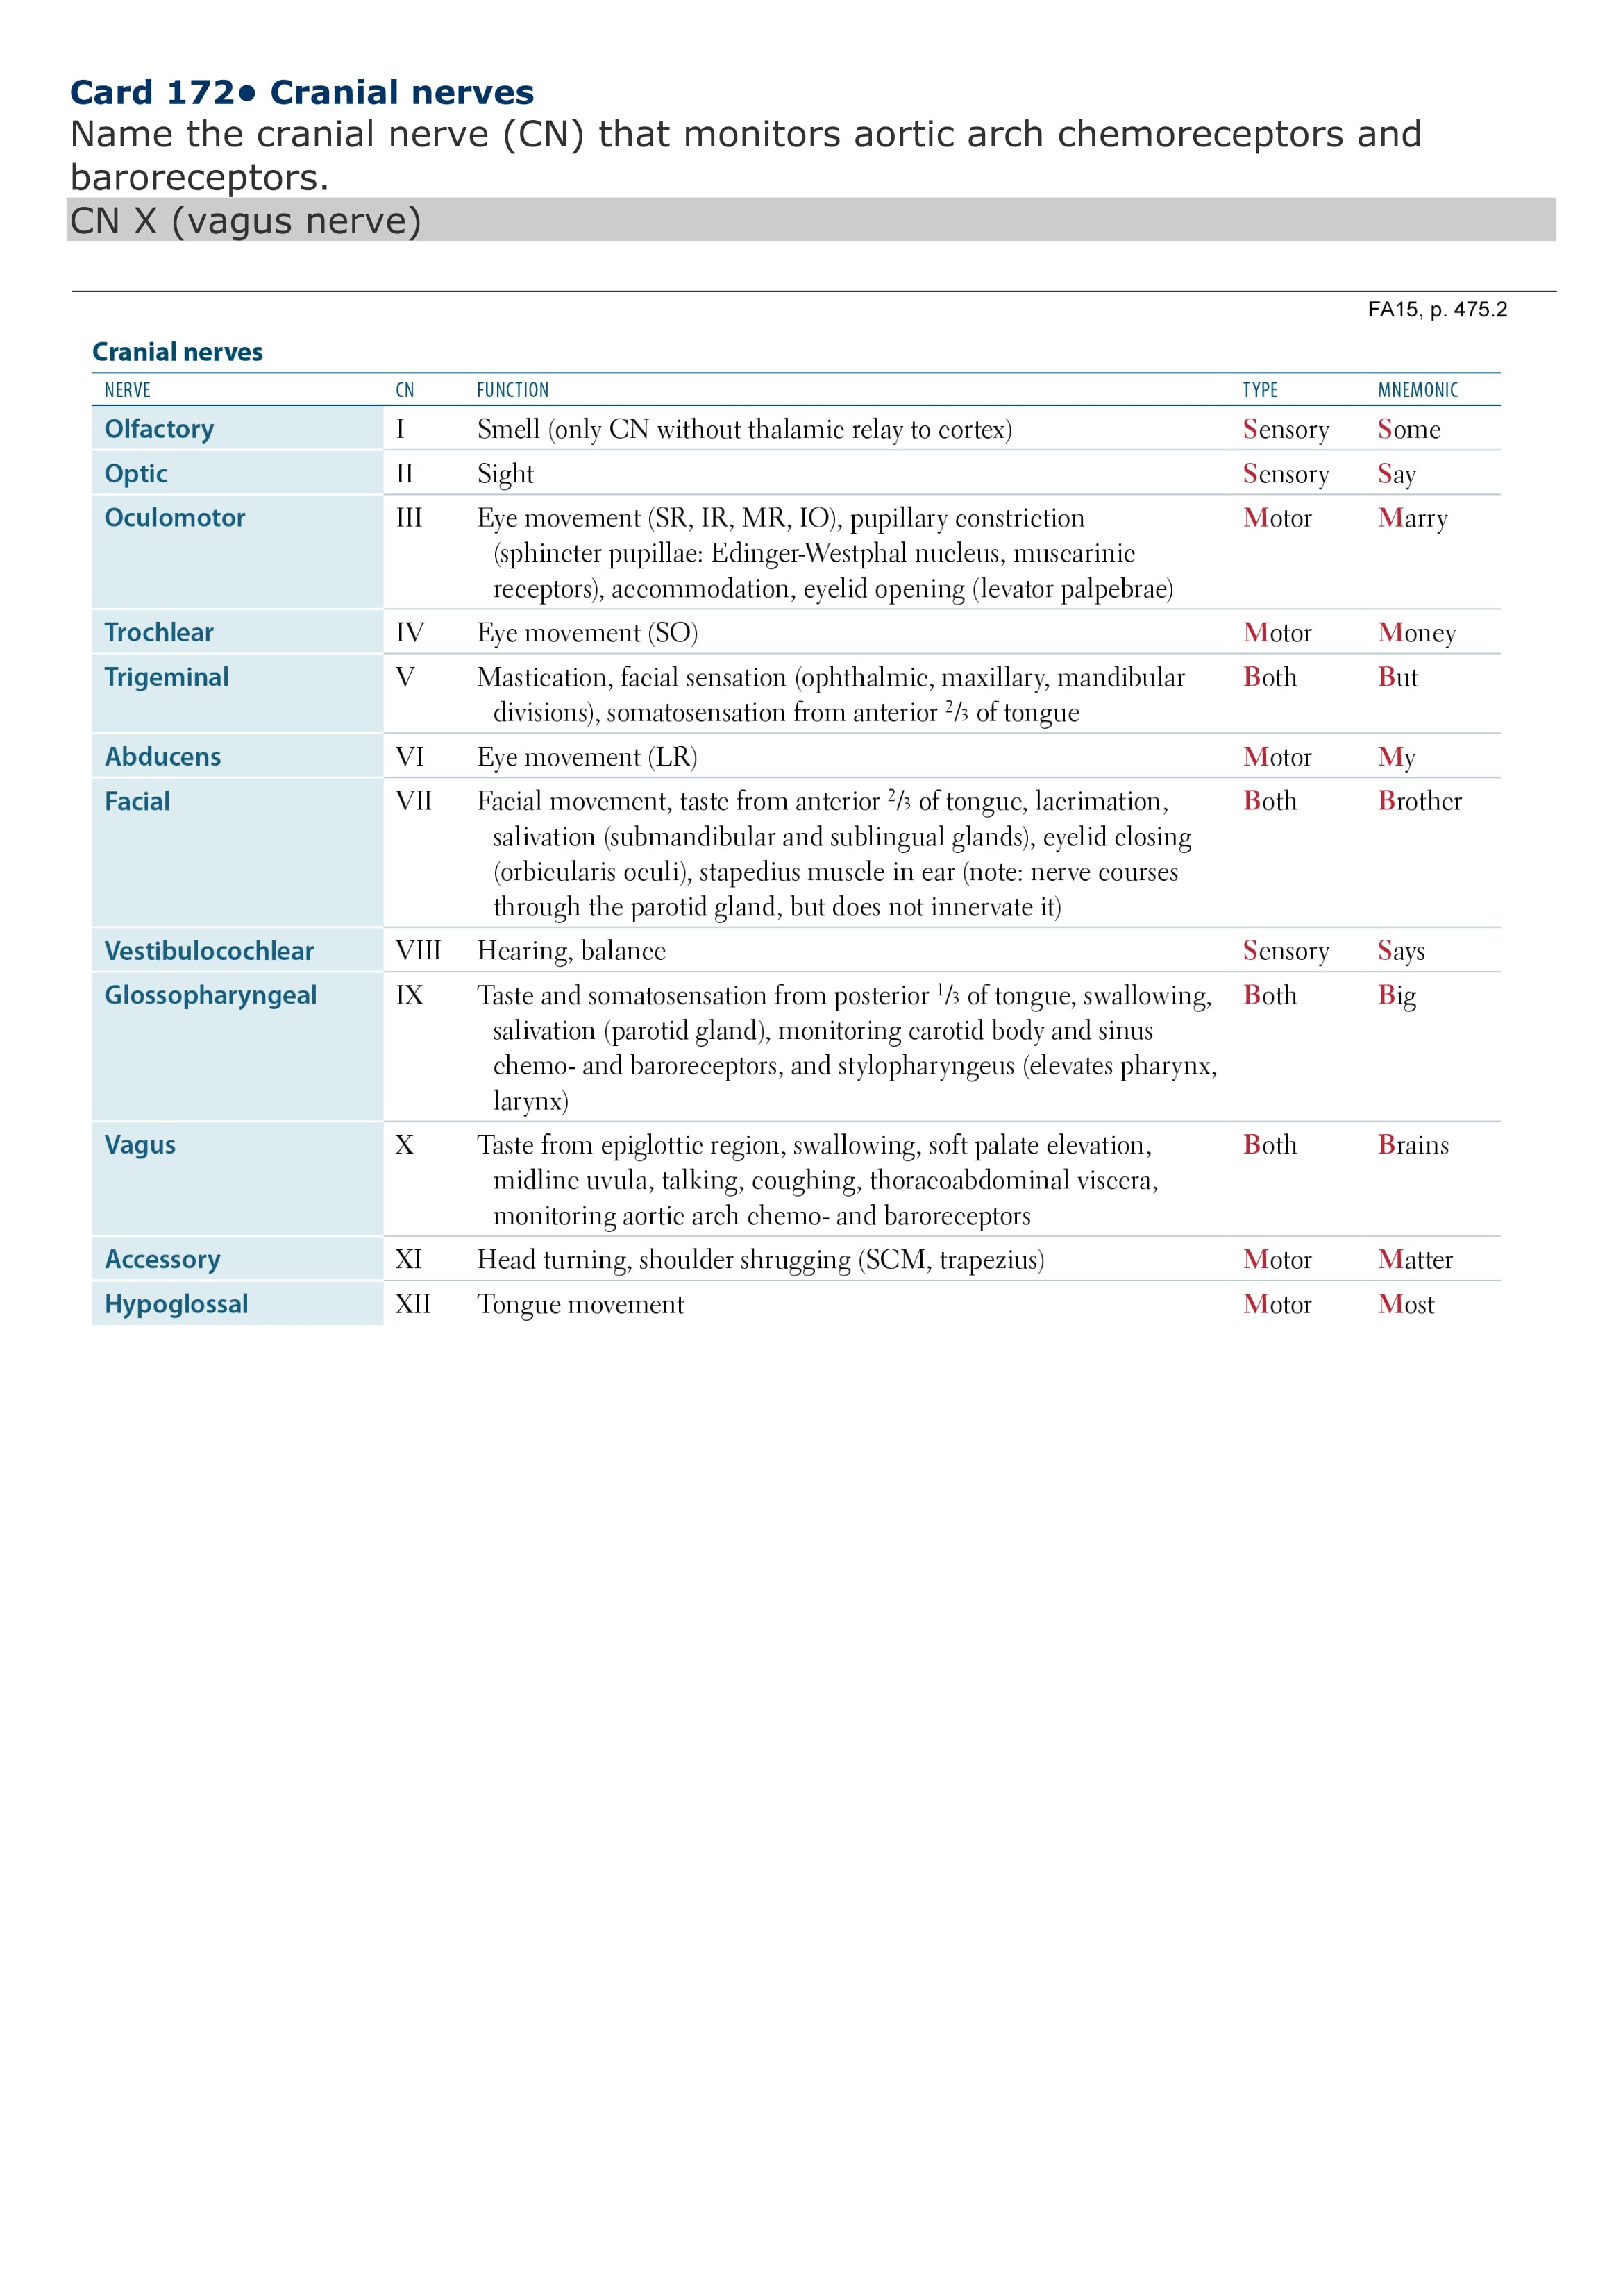 Card 172• Cranial nerves
Name the cranial nerve (CN) that monitors aortic arch chemoreceptors and
baroreceptors.
CN X (vagus nerve)
FA15, p. 475.2
Cranial nerves
NERVE CN FUNCTION TYPE MNEMONIC
Olfactory I Smell (only CN without thalamic relay to cortex) Sensory Some
Optic II Sight Sensory Say
Oculomotor III Eye movement (SR, IR, MR, IO), pupillary constriction Motor Marry
(sphincter pupillae: Edinger-Westphal nucleus, muscarinic
receptors), accommodation, eyelid opening (levator palpebrae)
Trochlear IV Eye movement (SO) Motor Money
Trigeminal V Mastication, facial sensation (ophthalmic, maxillary, mandibular Both But
divisions), somatosensation from anterior 2/3 of tongue
Abducens VI Eye movement (LR) Motor My
Facial VII Facial movement, taste from anterior 2/3 of tongue, lacrimation, Both Brother
salivation (submandibular and sublingual glands), eyelid closing
(orbicularis oculi), stapedius muscle in ear (note: nerve courses
through the parotid gland, but does not innervate it)
Vestibulocochlear VIII Hearing, balance Sensory Says
Glossopharyngeal IX Taste and somatosensation from posterior 1/3 of tongue, swallowing, Both Big
salivation (parotid gland), monitoring carotid body and sinus
chemo- and baroreceptors, and stylopharyngeus (elevates pharynx,
larynx)
Vagus X Taste from epiglottic region, swallowing, soft palate elevation, Both Brains
midline uvula, talking, coughing, thoracoabdominal viscera,
monitoring aortic arch chemo- and baroreceptors
Accessory XI Head turning, shoulder shrugging (SCM, trapezius) Motor Matter
Hypoglossal XII Tongue movement Motor Most